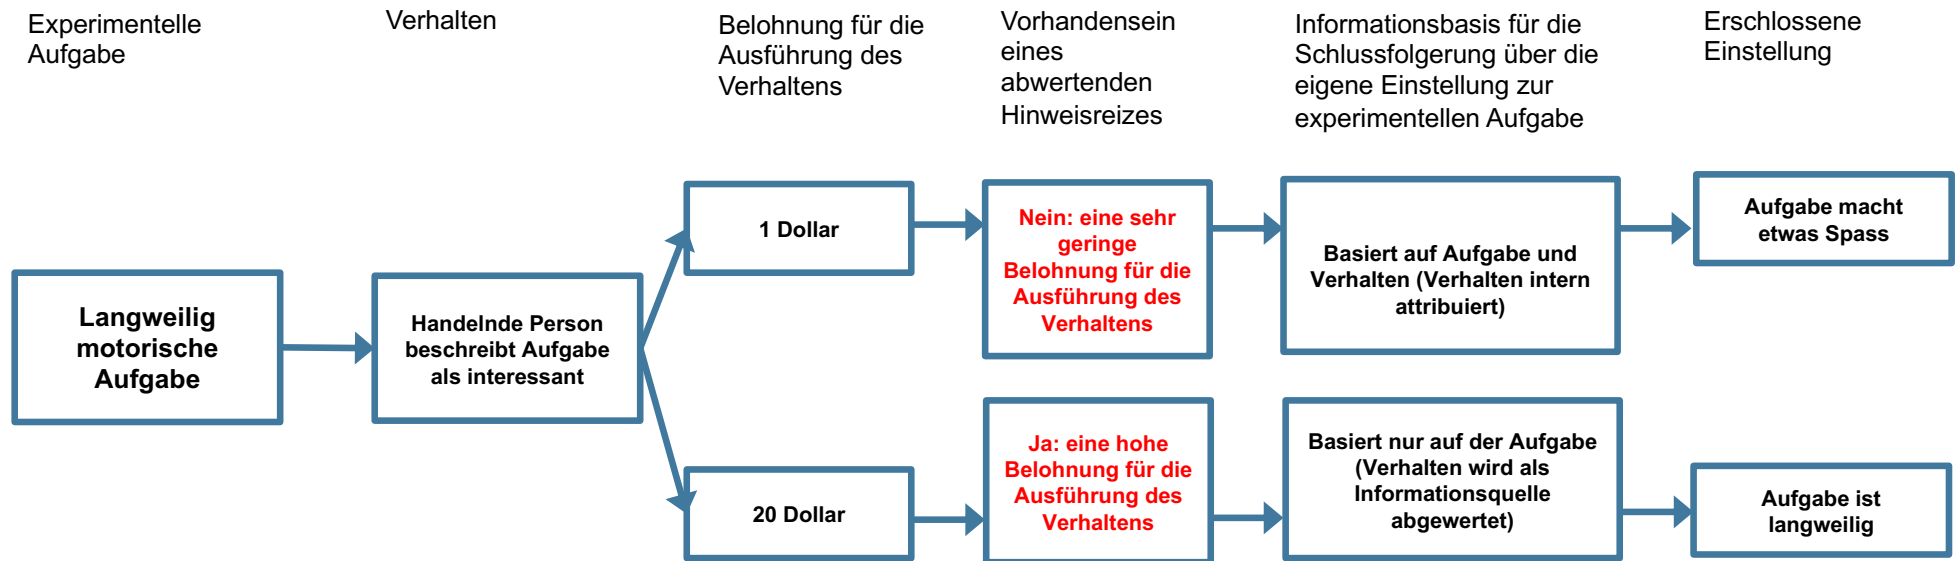 Experimentelle
Aufgabe
Verhalten
Belohnung für die
Ausführung des
Verhaltens
Vorhandensein
eines
abwertenden
Hinweisreizes
Informationsbasis für die
Schlussfolgerung über die
eigene Einstellung zur
experimentellen Aufgabe
Erschlossene
Einstellung
Langweilig
motorische
Aufgabe
Handelnde Person
beschreibt Aufgabe
als interessant
1 Dollar
Nein: eine sehr
geringe
Belohnung für die
Ausführung des
Verhaltens
Basiert auf Aufgabe und
Verhalten (Verhalten intern
attribuiert)
Aufgabe macht
etwas Spass
20 Dollar
Ja: eine hohe
Belohnung für die
Ausführung des
Verhaltens
Basiert nur auf der Aufgabe
(Verhalten wird als
Informationsquelle
abgewertet)
Aufgabe ist
langweilig